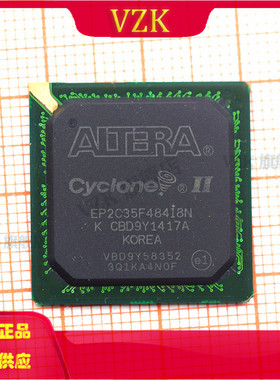 VZK
ALTERA
Cyclone II
EP2C35F484I8N
K CBD9Y1417A
KOREA
VBD9Y58352
3Q1KA4N0F e1
正品
供应